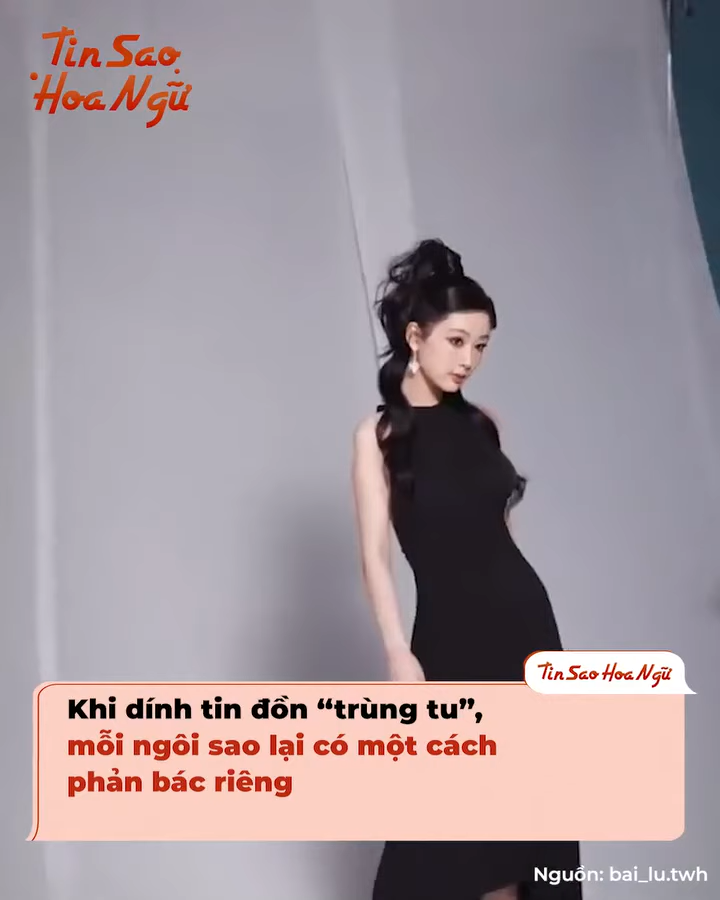 Tin Sao
Hoa Ngữ
Tin Sao Hoa Ngữ
Khi dính tin đồn “trùng tu”,
mỗi ngôi sao lại có một cách
phản bác riêng
Nguồn: bai_lu.twh